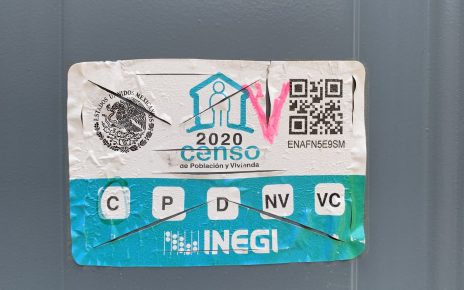 ESTADOS UNIDOS MEXICANOS
2020
censo
de Población y Vivienda
V
ENAFN5E9SM
C P D NV VC
INEGI